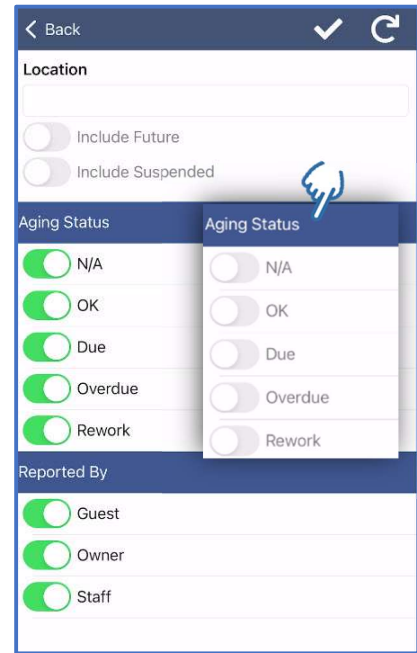 Back
Location
Include Future
Include Suspended
Aging Status
N/A
OK
Due
Overdue
Rework
Aging Status
N/A
OK
Due
Overdue
Rework
Reported By
Guest
Owner
Staff